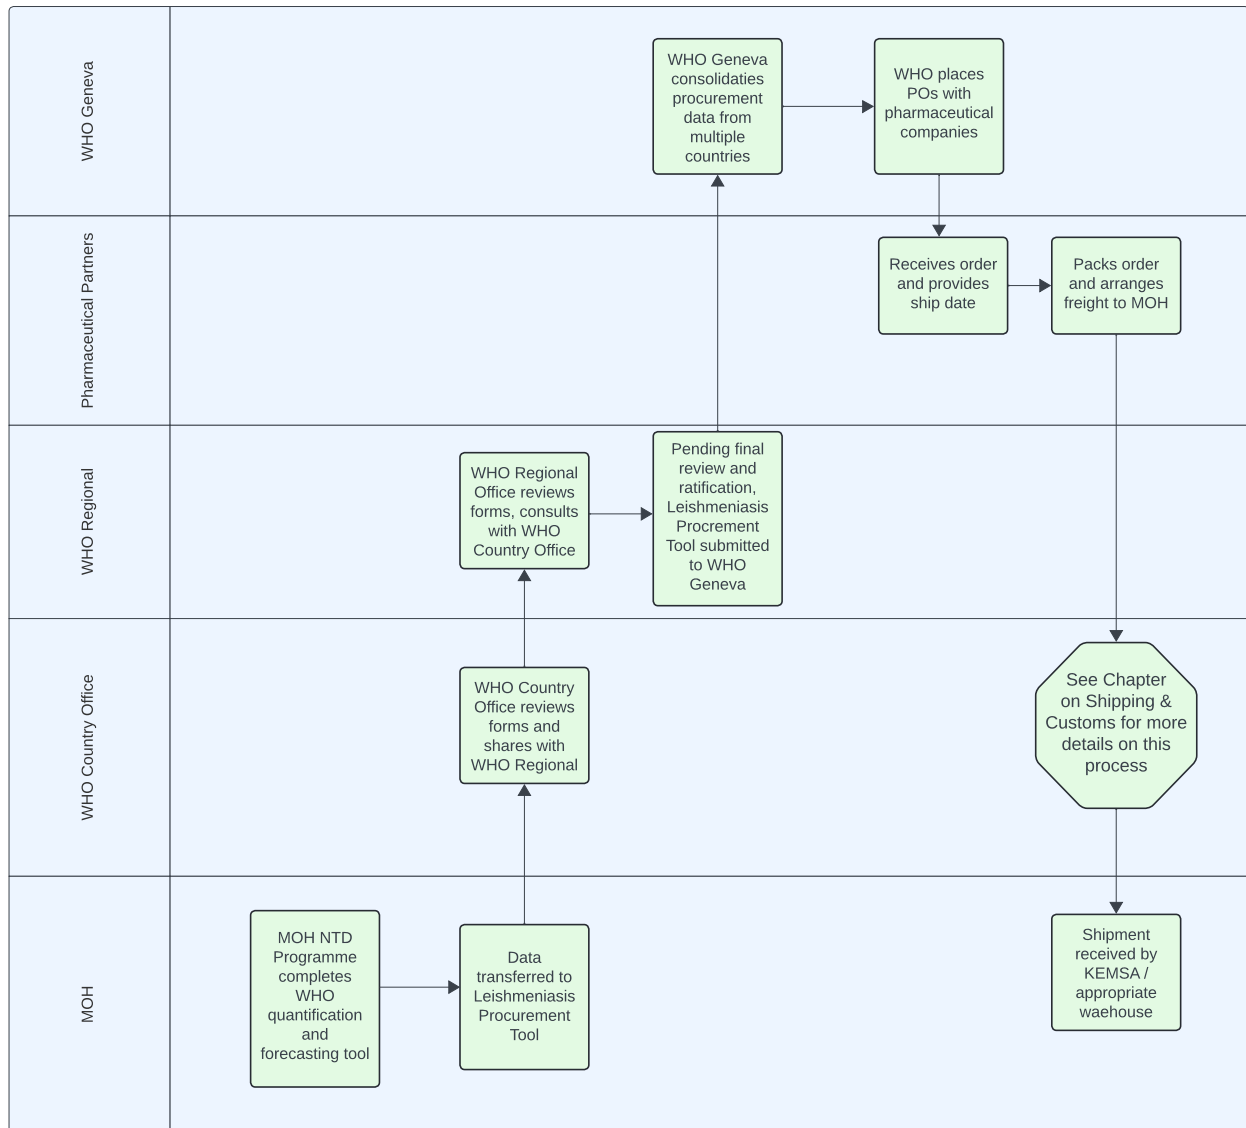 WHO Geneva
WHO Geneva
consolidaties
procurement
data from
multiple
countries
WHO places
POs with
pharmaceutical
companies
Pharmaceutical Partners
Receives order
and provides
ship date
Packs order
and arranges
freight to MOH
WHO Regional
WHO Regional
Office reviews
forms, consults
with WHO
Country Office
Pending final
review and
ratification,
Leishmeniasis
Procrement
Tool submitted
to WHO
Geneva
WHO Country Office
WHO Country
Office reviews
forms and
shares with
WHO Regional
See Chapter
on Shipping &
Customs for more
details on this
process
MOH
MOH NTD
Programme
completes
WHO
quantification
and
forecasting tool
Data
transferred to
Leishmeniasis
Procurement
Tool
Shipment
received by
KEMSA /
appropriate
waehouse